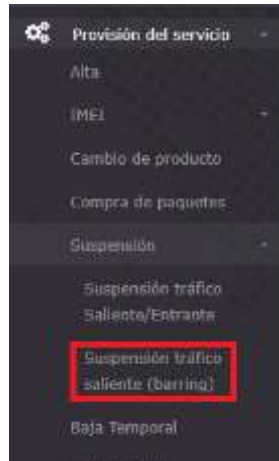 Provisión del servicio
Alta
IMEI
Cambio de producto
Compra de paquetes
Suspensión
Suspensión tráfico
Saliente/Entrante
Suspensión tráfico
saliente (barring)
Baja Temporal